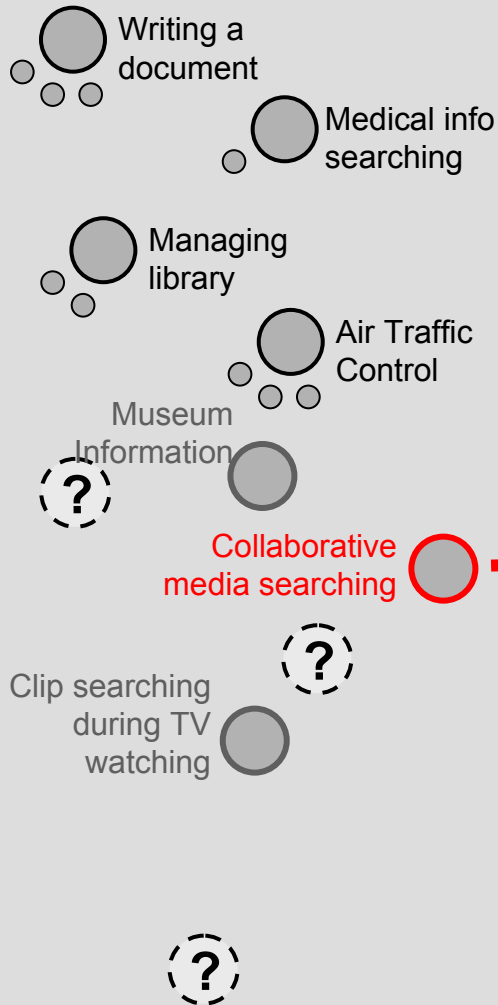 Writing a
document
Medical info
searching
Managing
library
Air Traffic
Control
Museum
Information
?
Collaborative
media searching
?
Clip searching
during TV
watching
?